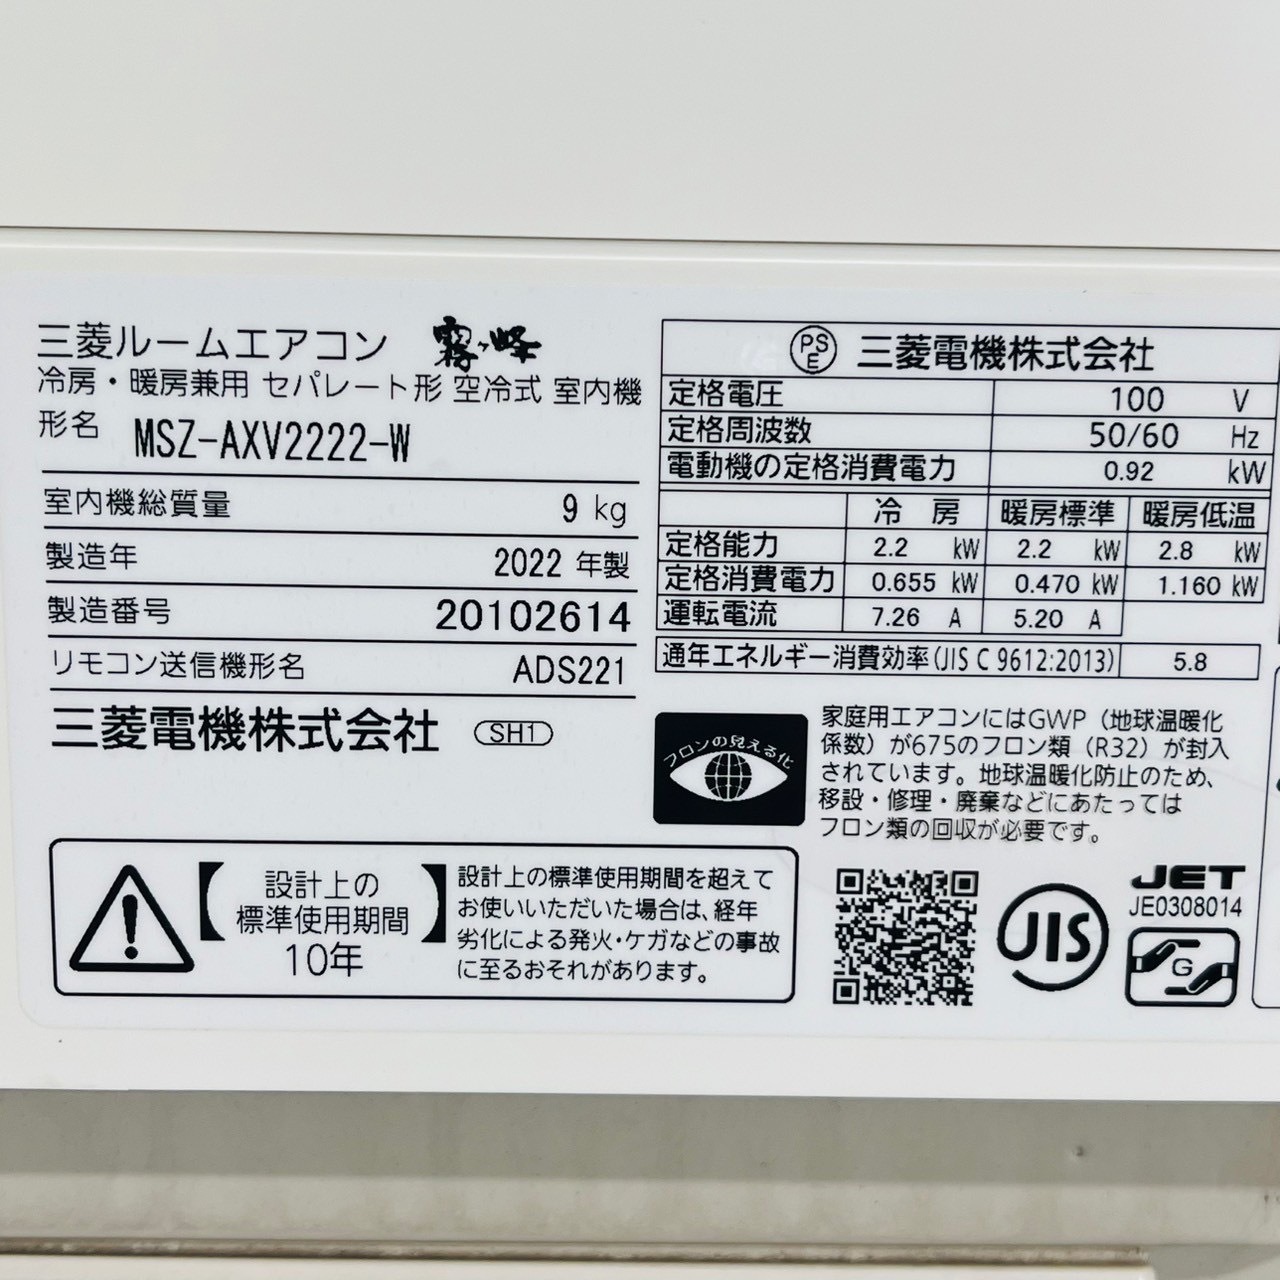 三菱ルームエアコン 霧ヶ峰
冷房・暖房兼用 セパレート形 空冷式 室内機
形名 MSZ-AXV2222-W
室内機総質量 9 kg
製造年 2022 年製
製造番号 20102614
リモコン送信機形名 ADS221
三菱電機株式会社 SH1
PSE 三菱電機株式会社
定格電圧 100 V
定格周波数 50/60 Hz
電動機の定格消費電力 0.92 kW
冷 房 暖房標準 暖房低温
定格能力 2.2 kW 2.2 kW 2.8 kW
定格消費電力 0.655 kW 0.470 kW 1.160 kW
運転電流 7.26 A 5.20 A
通年エネルギー消費効率(JIS C 9612:2013) 5.8
フロンの見える化
家庭用エアコンにはGWP（地球温暖化
係数）が675のフロン類（R32）が封入
されています。地球温暖化防止のため、
移設・修理・廃棄などにあたっては
フロン類の回収が必要です。
【設計上の
標準使用期間】
10年
設計上の標準使用期間を超えて
お使いいただいた場合は、経年
劣化による発火・ケガなどの事故
に至るおそれがあります。
JIS
JET
JE0308014
G